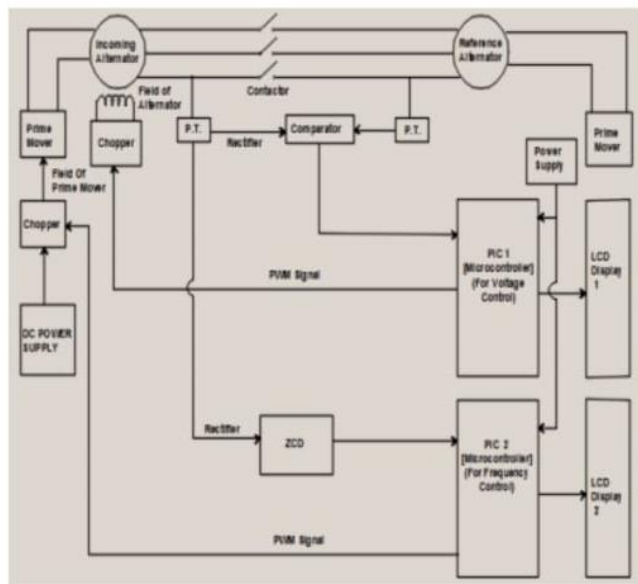 Incoming
Alternator
Reference
Alternator
Field of
Alternator
Contactor
Prime
Mover
Chopper
P.T.
Rectifier
Comparator
P.T.
Power
Supply
Prime
Mover
Field Of
Prime Mover
Chopper
PIC 1
[Microcontroller]
(For Voltage
Control)
LCD
Display
1
PWM Signal
DC POWER
SUPPLY
Rectifier
ZCD
PIC 2
[Microcontroller]
(For Frequency
Control)
LCD
Display
2
PWM Signal